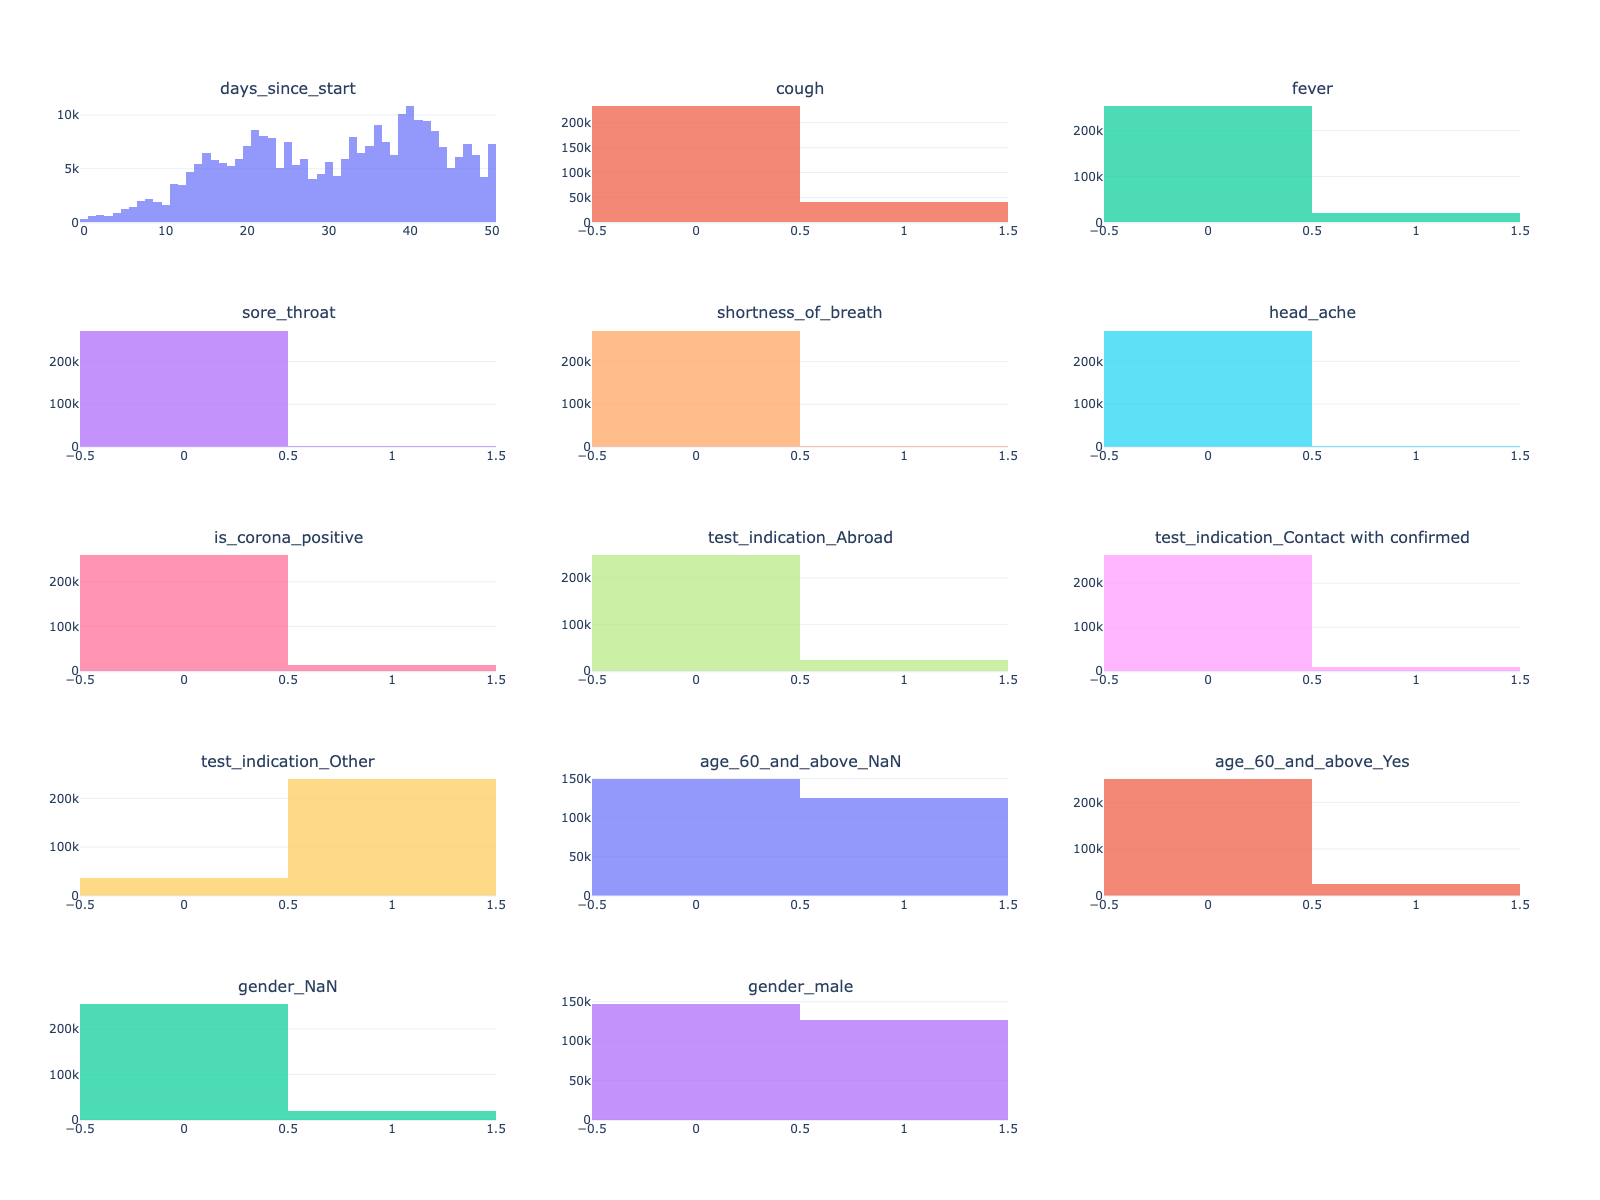 days_since_start
cough
fever
10k
5k
0
0
10
20
30
40
50
200k
150k
100k
50k
0
−0.5
0
0.5
1
1.5
200k
100k
0
−0.5
0
0.5
1
1.5
sore_throat
shortness_of_breath
head_ache
200k
100k
0
−0.5
0
0.5
1
1.5
200k
100k
0
−0.5
0
0.5
1
1.5
200k
100k
0
−0.5
0
0.5
1
1.5
is_corona_positive
test_indication_Abroad
test_indication_Contact with confirmed
200k
100k
0
−0.5
0
0.5
1
1.5
200k
100k
0
−0.5
0
0.5
1
1.5
200k
100k
0
−0.5
0
0.5
1
1.5
test_indication_Other
age_60_and_above_NaN
age_60_and_above_Yes
200k
100k
0
−0.5
0
0.5
1
1.5
150k
100k
50k
0
−0.5
0
0.5
1
1.5
200k
100k
0
−0.5
0
0.5
1
1.5
gender_NaN
gender_male
200k
100k
0
−0.5
0
0.5
1
1.5
150k
100k
50k
0
−0.5
0
0.5
1
1.5